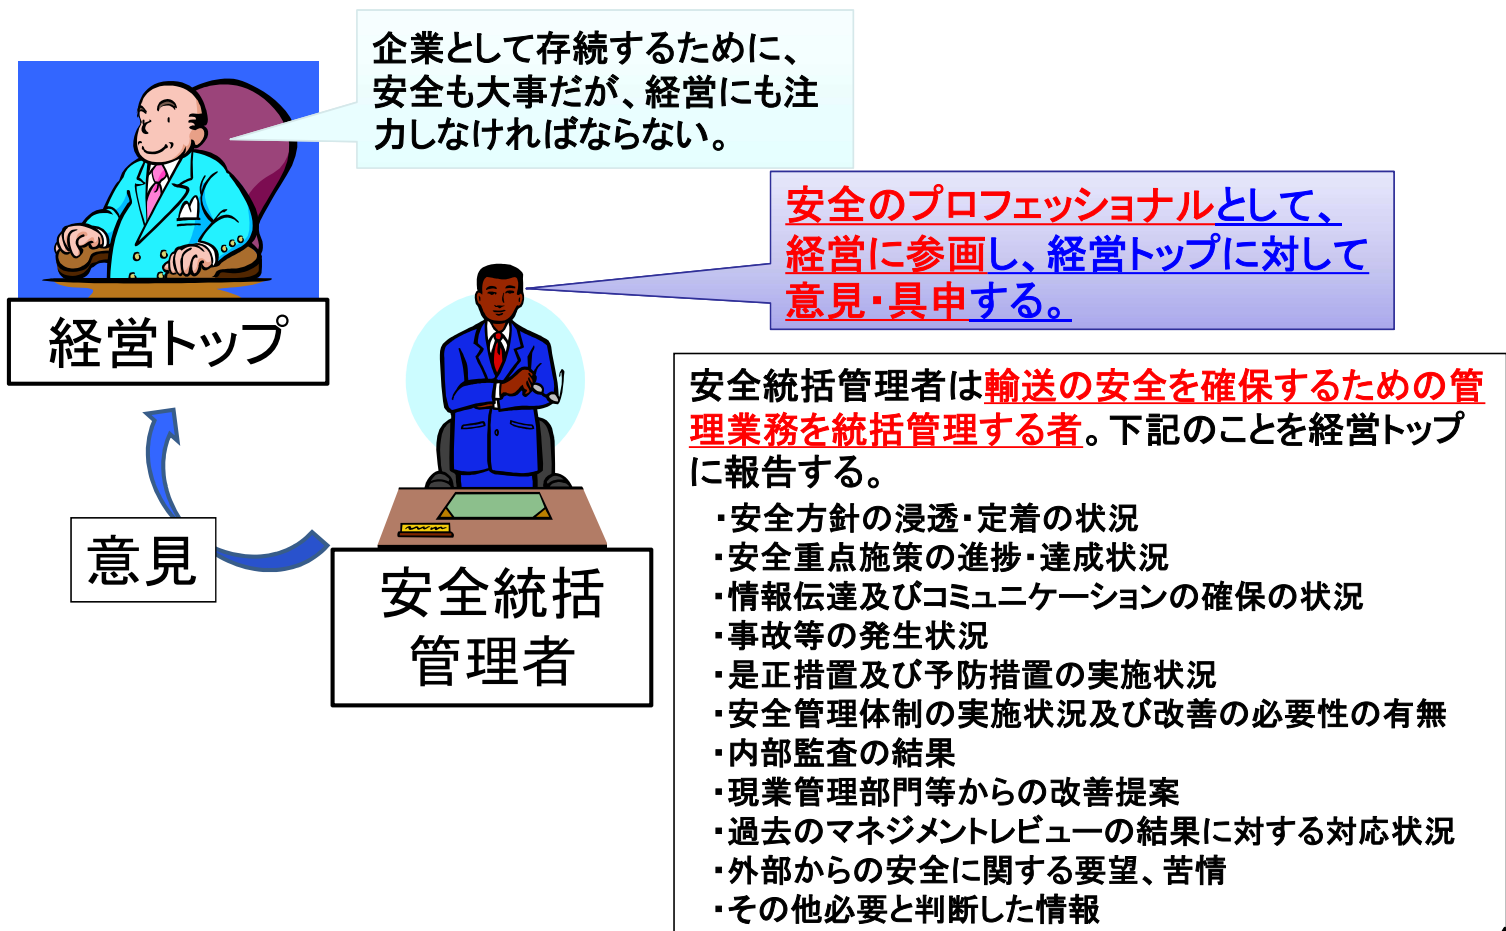 企業として存続するために、
安全も大事だが、経営にも注
力しなければならない。
経営トップ
安全のプロフェッショナルとして、
経営に参画し、経営トップに対して
意見・具申する。
意見
安全統括
管理者
安全統括管理者は輸送の安全を確保するための管
理業務を統括管理する者。下記のことを経営トップ
に報告する。
・安全方針の浸透・定着の状況
・安全重点施策の進捗・達成状況
・情報伝達及びコミュニケーションの確保の状況
・事故等の発生状況
・是正措置及び予防措置の実施状況
・安全管理体制の実施状況及び改善の必要性の有無
・内部監査の結果
・現業管理部門等からの改善提案
・過去のマネジメントレビューの結果に対する対応状況
・外部からの安全に関する要望、苦情
・その他必要と判断した情報